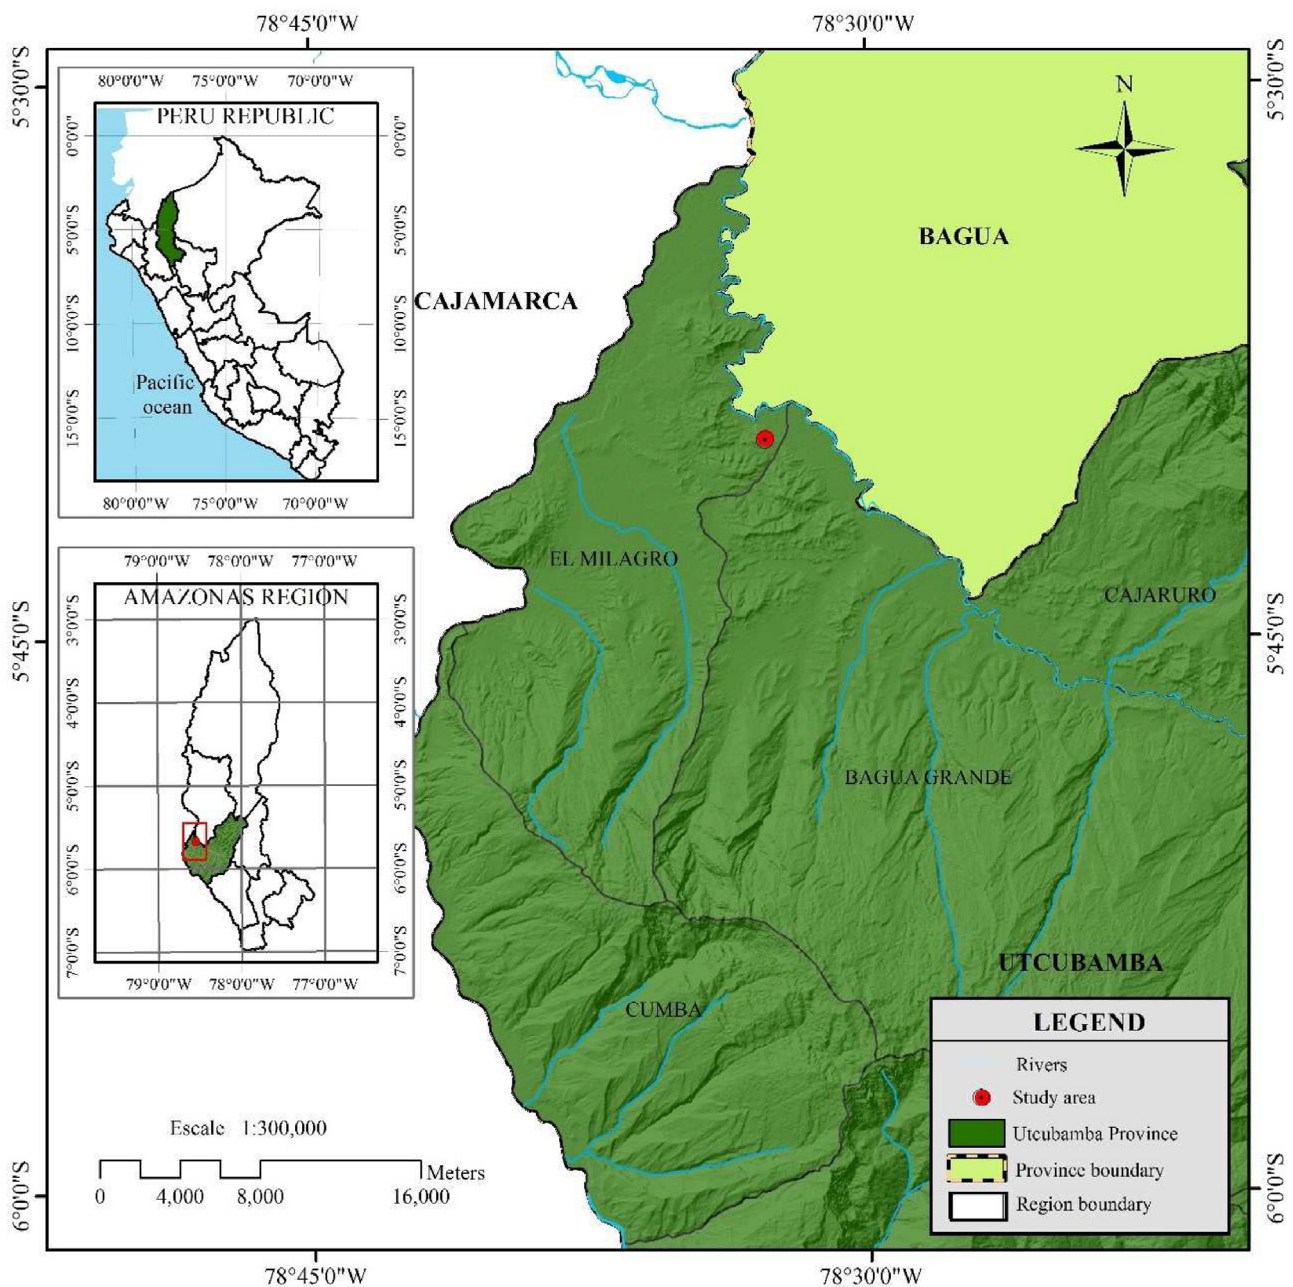 78°45'0"W
78°30'0"W
5°30'0"S
5°30'0"S
80°0'0"W
75°0'0"W
70°0'0"W
PERU REPUBLIC
0°0'0"
0°0'0"
5°0'0"S
5°0'0"S
10°0'0"S
10°0'0"S
15°0'0"S
15°0'0"S
Pacific
ocean
80°0'0"W
75°0'0"W
70°0'0"W
N
BAGUA
CAJAMARCA
EL MILAGRO
CAJARURO
79°0'0"W
78°0'0"W
77°0'0"W
AMAZONAS REGION
3°0'0"S
3°0'0"S
4°0'0"S
4°0'0"S
5°0'0"S
5°0'0"S
6°0'0"S
6°0'0"S
7°0'0"S
7°0'0"S
79°0'0"W
78°0'0"W
77°0'0"W
5°45'0"S
5°45'0"S
BAGUA GRANDE
UTCUBAMBA
CUMBA
LEGEND
Rivers
Study area
Utcubamba Province
Province boundary
Region boundary
Escale 1:300,000
Meters
0
4,000
8,000
16,000
6°0'0"S
6°0'0"S
78°45'0"W
78°30'0"W